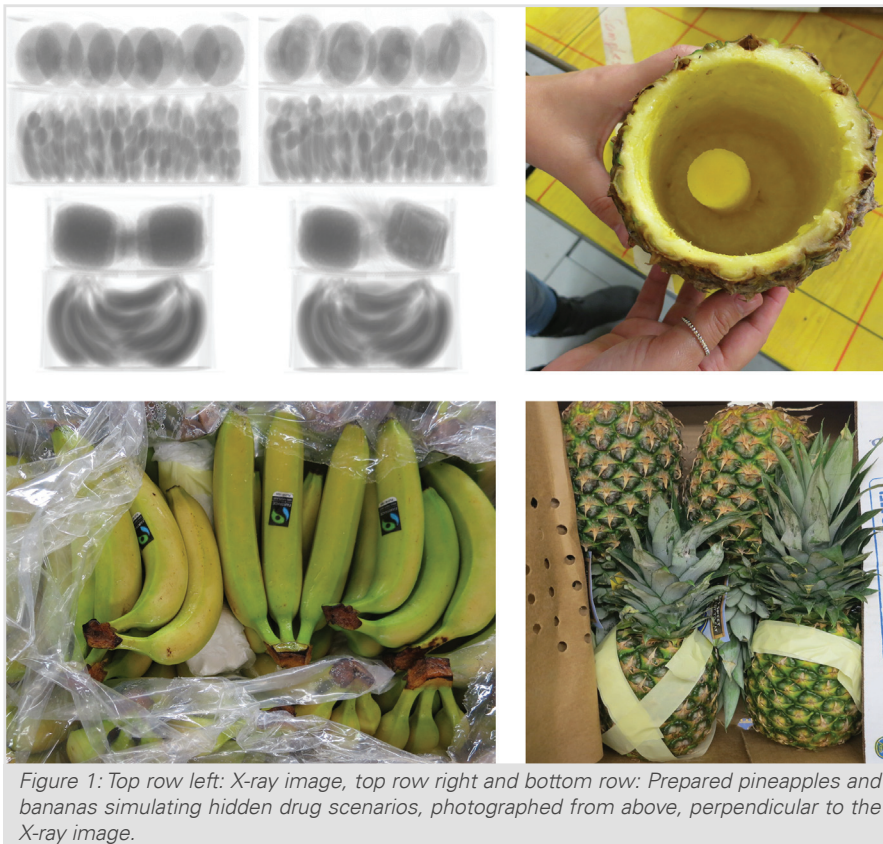 Figure 1: Top row left: X-ray image, top row right and bottom row: Prepared pineapples and
bananas simulating hidden drug scenarios, photographed from above, perpendicular to the
X-ray image.